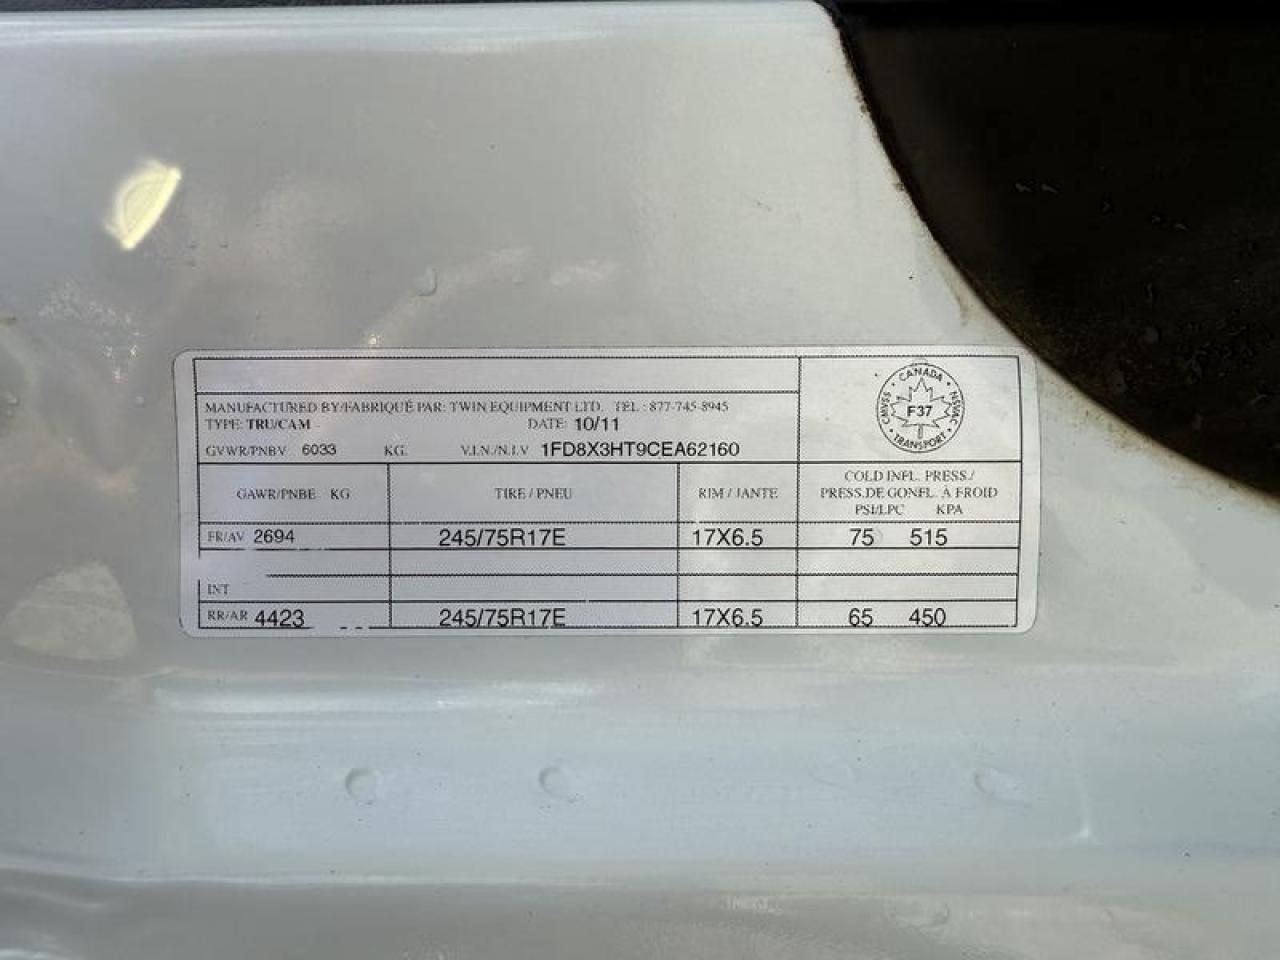 CANADA
CMVSS
NSVAC
F37
TRANSPORT
MANUFACTURED BY/FABRIQUÉ PAR: TWIN EQUIPMENT LTD. TEL : 877-745-8945
TYPE: TRU/CAM DATE: 10/11
GVWR/PNBV 6033 KG. V.I.N./N.I.V 1FD8X3HT9CEA62160
GAWR/PNBE KG TIRE / PNEU RIM / JANTE COLD INFL. PRESS./
PRESS.DE GONFL. À FROID
PSI/LPC KPA
FR/AV 2694 245/75R17E 17X6.5 75 515
INT
RR/AR 4423 245/75R17E 17X6.5 65 450